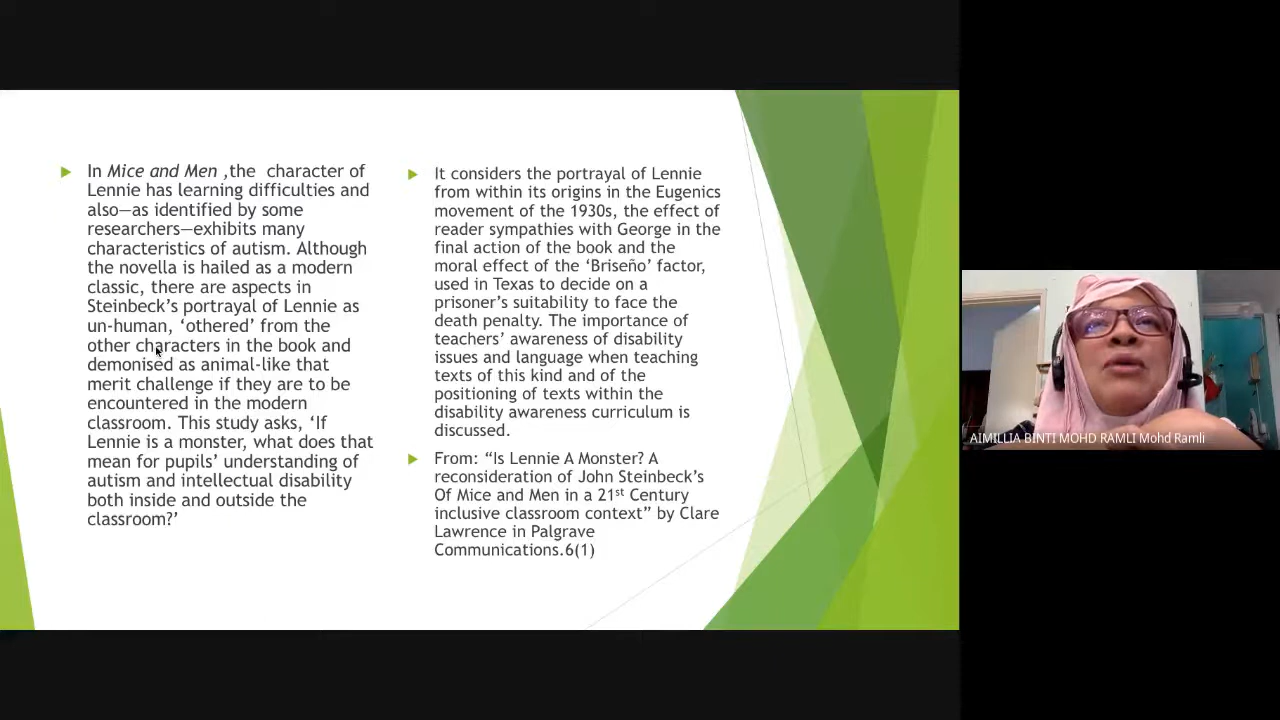 In Mice and Men ,the  character of
Lennie has learning difficulties and
also—as identified by some
researchers—exhibits many
characteristics of autism. Although
the novella is hailed as a modern
classic, there are aspects in
Steinbeck’s portrayal of Lennie as
un-human, ‘othered’ from the
other characters in the book and
demonised as animal-like that
merit challenge if they are to be
encountered in the modern
classroom. This study asks, ‘If
Lennie is a monster, what does that
mean for pupils’ understanding of
autism and intellectual disability
both inside and outside the
classroom?’
It considers the portrayal of Lennie
from within its origins in the Eugenics
movement of the 1930s, the effect of
reader sympathies with George in the
final action of the book and the
moral effect of the ‘Briseño’ factor,
used in Texas to decide on a
prisoner’s suitability to face the
death penalty. The importance of
teachers’ awareness of disability
issues and language when teaching
texts of this kind and of the
positioning of texts within the
disability awareness curriculum is
discussed.
From: “Is Lennie A Monster? A
reconsideration of John Steinbeck’s
Of Mice and Men in a 21st Century
inclusive classroom context” by Clare
Lawrence in Palgrave
Communications.6(1)
AIMILLIA BINTI MOHD RAMLI Mohd Ramli